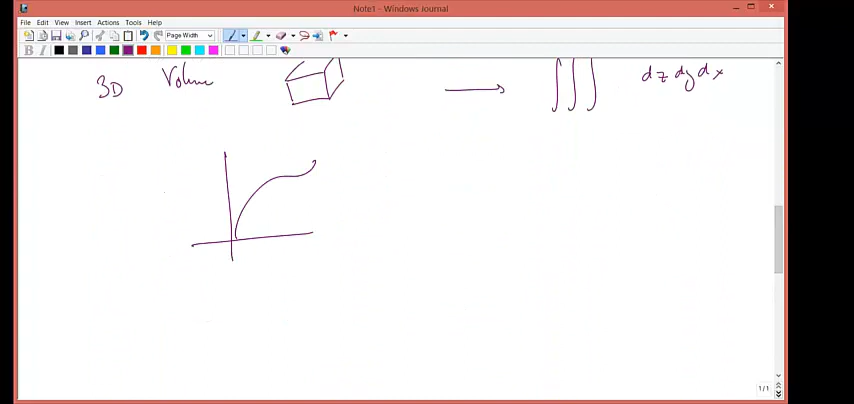 Note1 - Windows Journal
File Edit View Insert Actions Tools Help
Page Width
B I
3D Volume ∫∫∫ dz dy dx
1/1